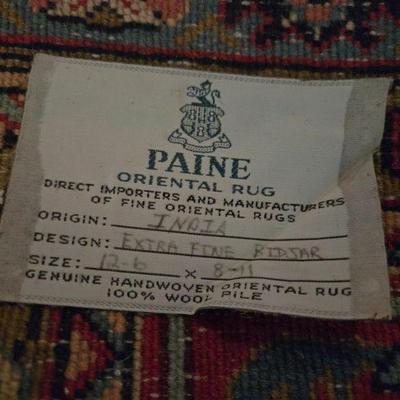 PAINE
ORIENTAL RUG
DIRECT IMPORTERS AND MANUFACTURERS
OF FINE ORIENTAL RUGS
ORIGIN: INDIA
DESIGN: EXTRA FINE BIDJAR
SIZE: 12-6 x 8-11
GENUINE HANDWOVEN ORIENTAL RUG
100% WOOL PILE